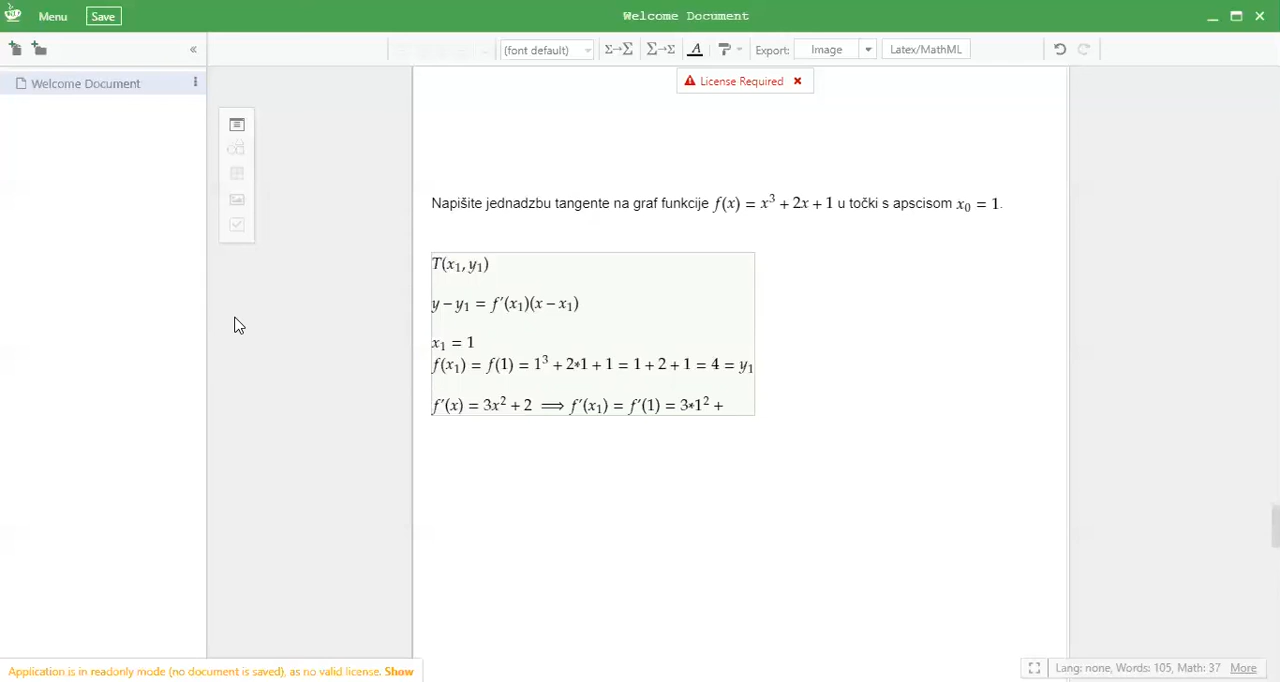 Menu Save Welcome Document
(font default) Σ→Σ Σ→Σ A Export: Image Latex/MathML
Welcome Document
License Required
Napišite jednadzbu tangente na graf funkcije f(x) = x³ + 2x + 1 u točki s apscisom x₀ = 1.
T(x₁, y₁)
y − y₁ = f′(x₁)(x − x₁)
x₁ = 1
f(x₁) = f(1) = 1³ + 2*1 + 1 = 1 + 2 + 1 = 4 = y₁
f′(x) = 3x² + 2 ⟹ f′(x₁) = f′(1) = 3*1² +
Application is in readonly mode (no document is saved), as no valid license. Show
Lang: none, Words: 105, Math: 37 More